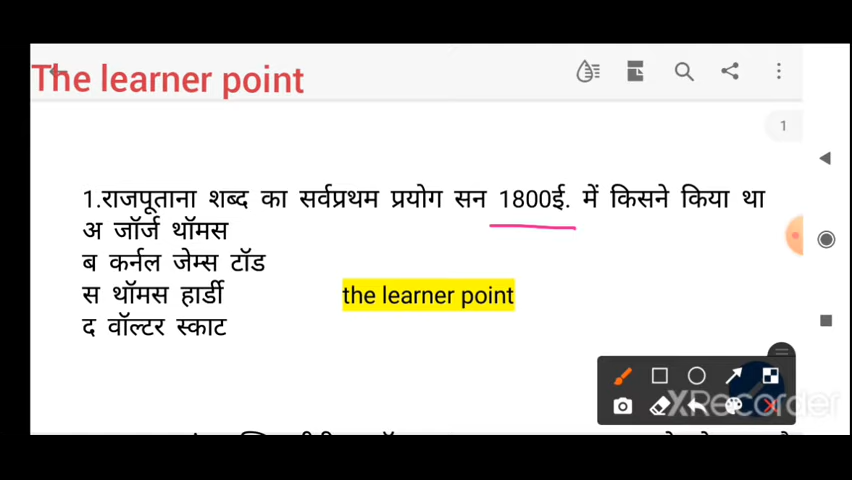 The learner point
1
1.राजपूताना शब्द का सर्वप्रथम प्रयोग सन 1800ई. में किसने किया था
अ जॉर्ज थॉमस
ब कर्नल जेम्स टॉड
स थॉमस हार्डी
the learner point
द वॉल्टर स्काट
XRecorder